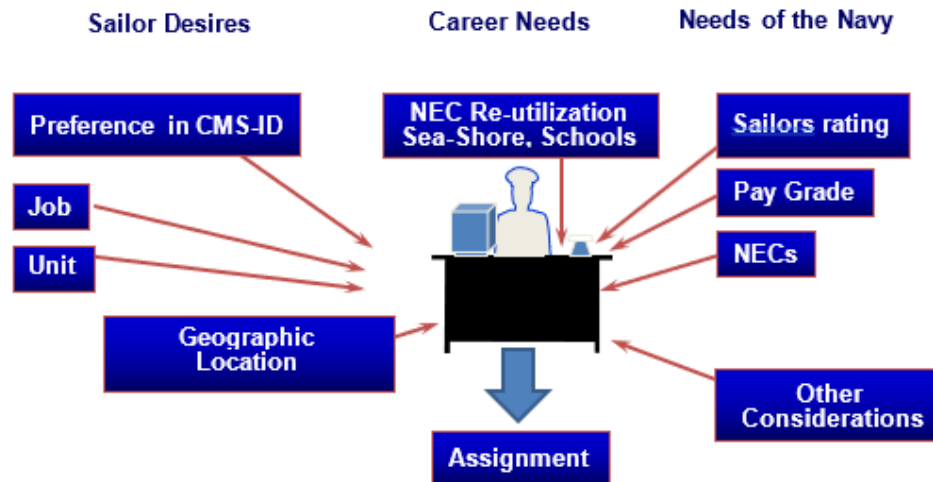 Sailor Desires
Career Needs
Needs of the Navy
Preference in CMS-ID
NEC Re-utilization
Sea-Shore, Schools
Sailors rating
Job
Pay Grade
Unit
NECs
Geographic
Location
Other
Considerations
Assignment